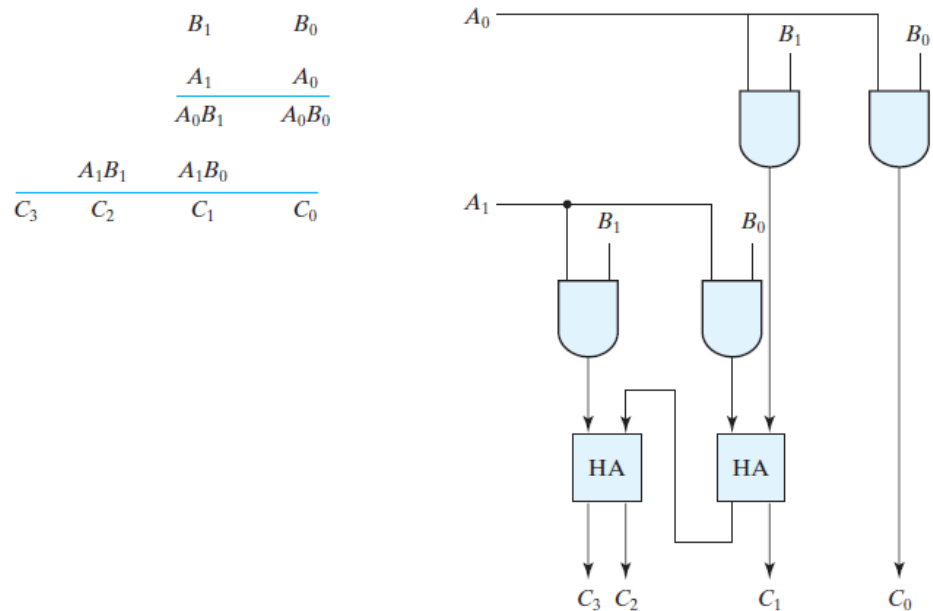 B₁ B₀
A₁ A₀
A₀B₁ A₀B₀
A₁B₁ A₁B₀
C₃ C₂ C₁ C₀
A₀
B₁ B₀
A₁
B₁ B₀
HA HA
C₃ C₂ C₁ C₀